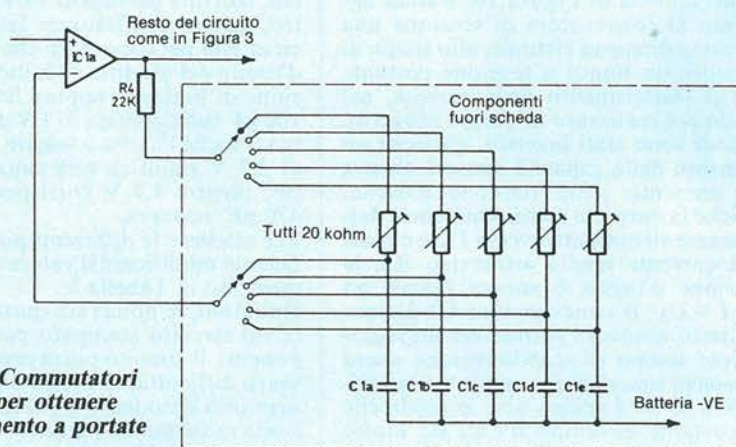 Resto del circuito
come in Figura 3
+
IC1a
-
R4
22K
Componenti
fuori scheda
Tutti 20 kohm
C1a
C1b
C1c
C1d
C1e
Batteria -VE
Commutatori
per ottenere
mento a portate